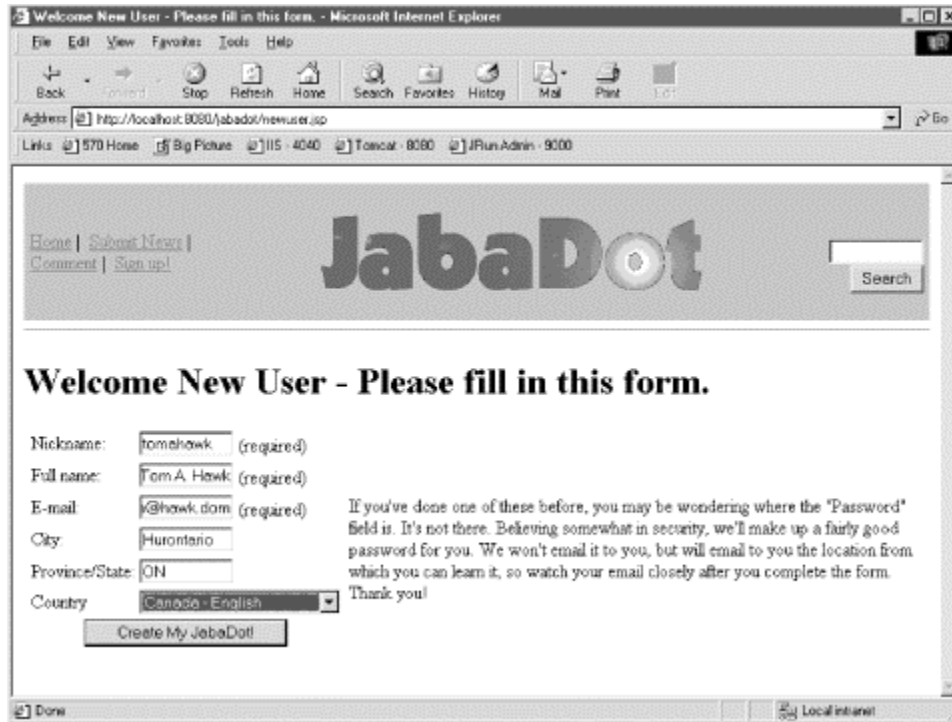 Welcome New User - Please fill in this form. - Microsoft Internet Explorer
File Edit View Favorites Tools Help
Back Forward Stop Refresh Home Search Favorites History Mail Print Edit
Address http://localhost:8080/jabadot/newuser.jsp Go
Links 570 Home Big Picture IIS - 4040 Tomcat - 8080 JRun Admin - 9000
Home | Submit News |
Comment | Sign up!
JabaDot
Search
Welcome New User - Please fill in this form.
Nickname: tomahawk (required)
Full name: Tom A. Hawk (required)
E-mail: k@hawk.dom (required)
City: Hurontario
Province/State: ON
Country Canada - English
Create My JabaDot!
If you've done one of these before, you may be wondering where the "Password"
field is. It's not there. Believing somewhat in security, we'll make up a fairly good
password for you. We won't email it to you, but will email to you the location from
which you can learn it, so watch your email closely after you complete the form.
Thank you!
Done
Local intranet